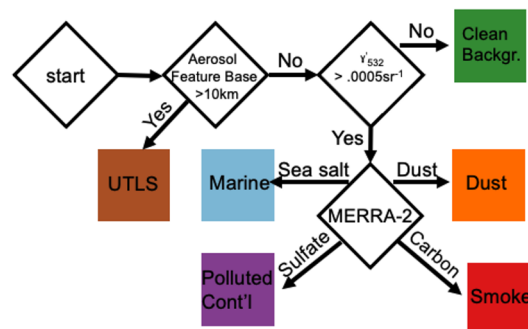 start
Aerosol
Feature Base
>10km
No
γ'532
> .0005sr-1
No
Clean
Backgr.
Yes
Yes
UTLS
Marine
Sea salt
Dust
Dust
MERRA-2
Sulfate
Carbon
Polluted
Cont'l
Smoke